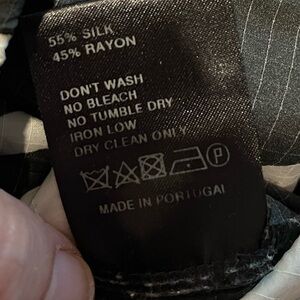 55% SILK
45% RAYON
DON'T WASH
NO BLEACH
NO TUMBLE DRY
IRON LOW
DRY CLEAN ONLY
P
MADE IN PORTUGAL